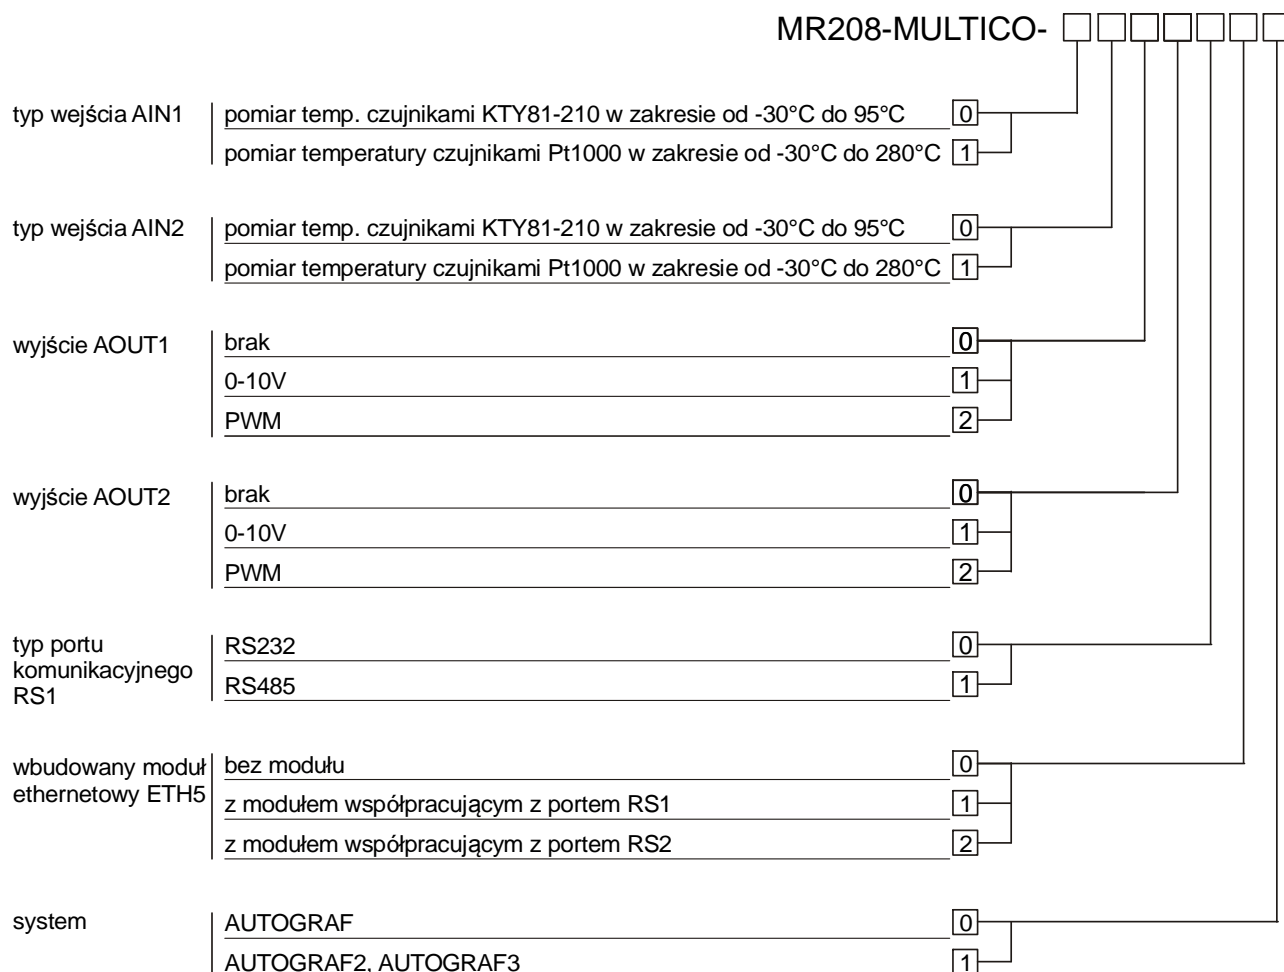 MR208-MULTICO-
typ wejścia AIN1
pomiar temp. czujnikami KTY81-210 w zakresie od -30°C do 95°C 0
pomiar temperatury czujnikami Pt1000 w zakresie od -30°C do 280°C 1
typ wejścia AIN2
pomiar temp. czujnikami KTY81-210 w zakresie od -30°C do 95°C 0
pomiar temperatury czujnikami Pt1000 w zakresie od -30°C do 280°C 1
wyjście AOUT1
brak 0
0-10V 1
PWM 2
wyjście AOUT2
brak 0
0-10V 1
PWM 2
typ portu
komunikacyjnego
RS1
RS232 0
RS485 1
wbudowany moduł
ethernetowy ETH5
bez modułu 0
z modułem współpracującym z portem RS1 1
z modułem współpracującym z portem RS2 2
system
AUTOGRAF 0
AUTOGRAF2, AUTOGRAF3 1